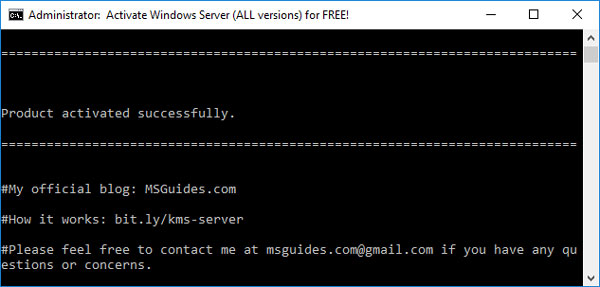 Administrator: Activate Windows Server (ALL versions) for FREE!
============================================================================
Product activated successfully.
============================================================================
#My official blog: MSGuides.com
#How it works: bit.ly/kms-server
#Please feel free to contact me at msguides.com@gmail.com if you have any qu
estions or concerns.